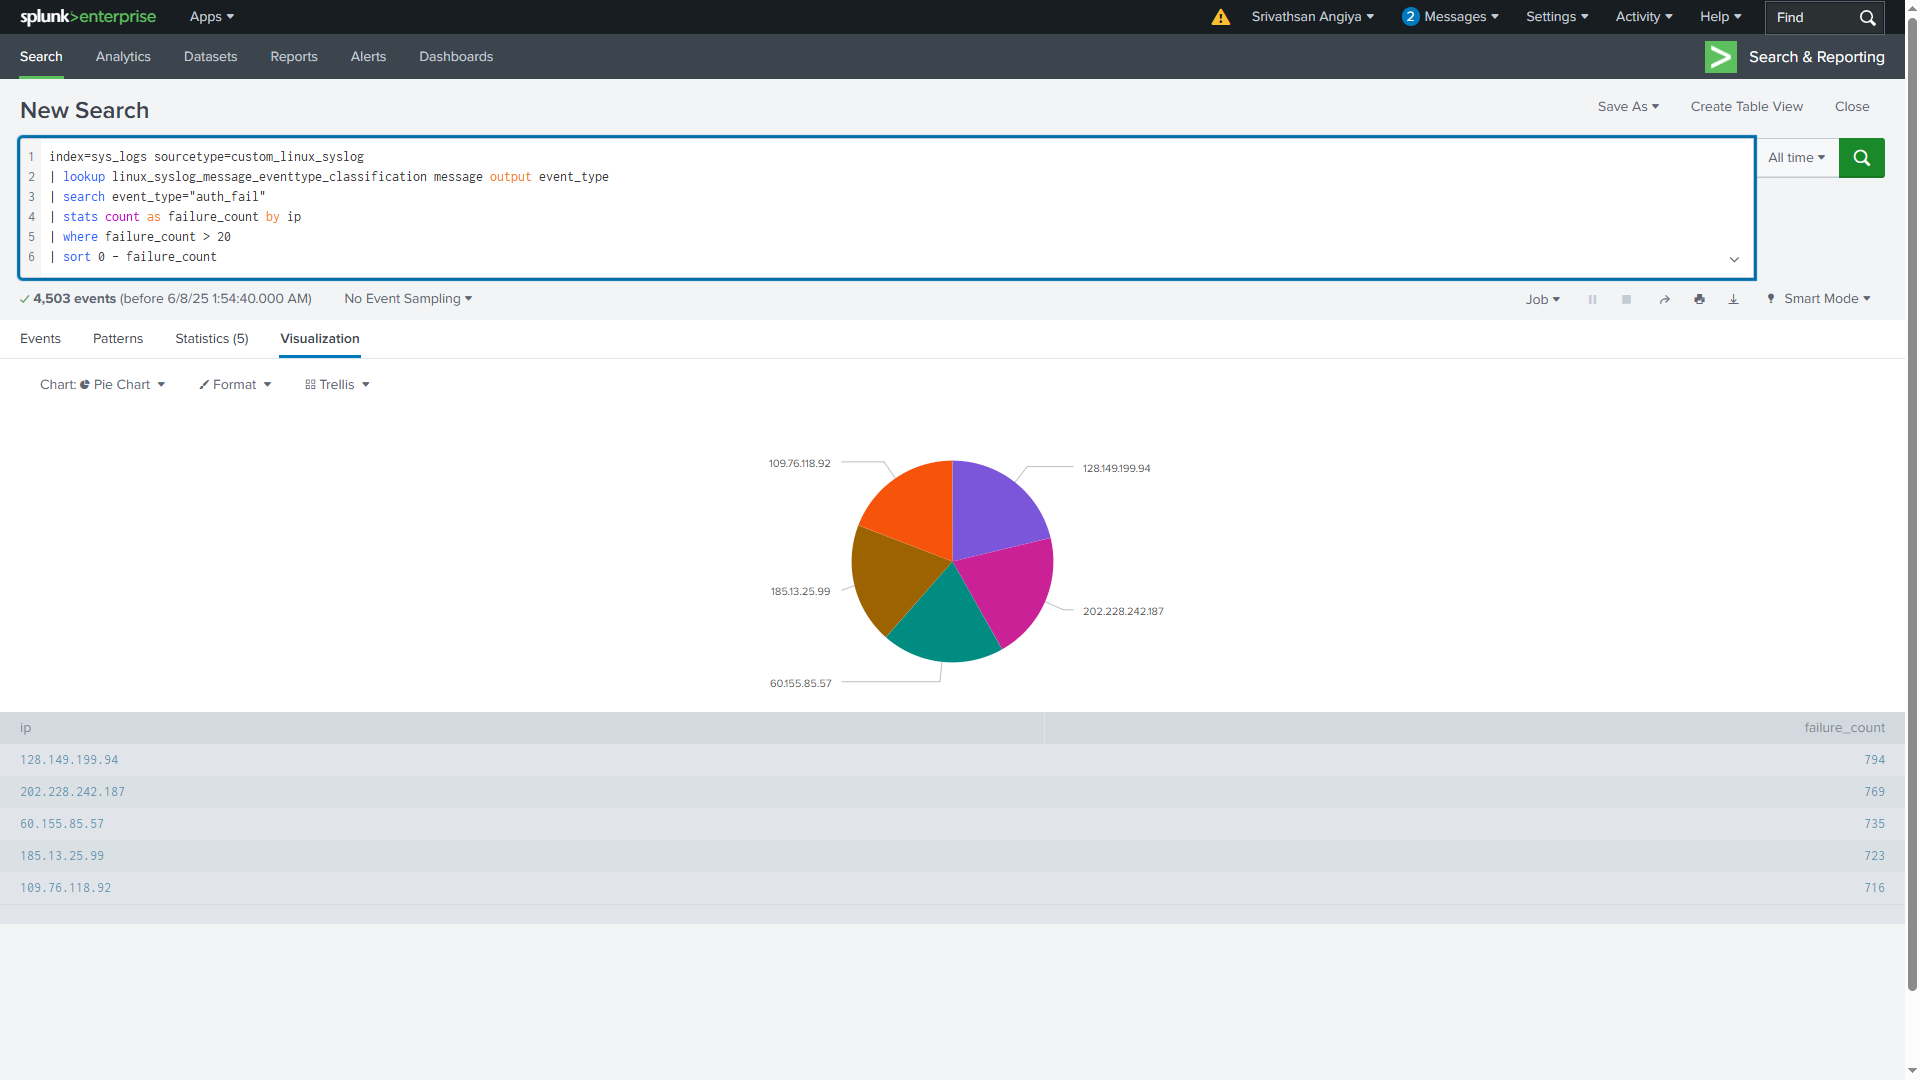 splunk>enterprise Apps Srivathsan Angiya 2 Messages Settings Activity Help Find
Search Analytics Datasets Reports Alerts Dashboards Search & Reporting
New Search Save As Create Table View Close
1 index=sys_logs sourcetype=custom_linux_syslog
2 | lookup linux_syslog_message_eventtype_classification message output event_type
3 | search event_type="auth_fail"
4 | stats count as failure_count by ip
5 | where failure_count > 20
6 | sort 0 - failure_count
All time
4,503 events (before 6/8/25 1:54:40.000 AM) No Event Sampling Job Smart Mode
Events Patterns Statistics (5) Visualization
Chart: Pie Chart Format Trellis
109.76.118.92
128.149.199.94
185.13.25.99
202.228.242.187
60.155.85.57
ip failure_count
128.149.199.94 794
202.228.242.187 769
60.155.85.57 735
185.13.25.99 723
109.76.118.92 716